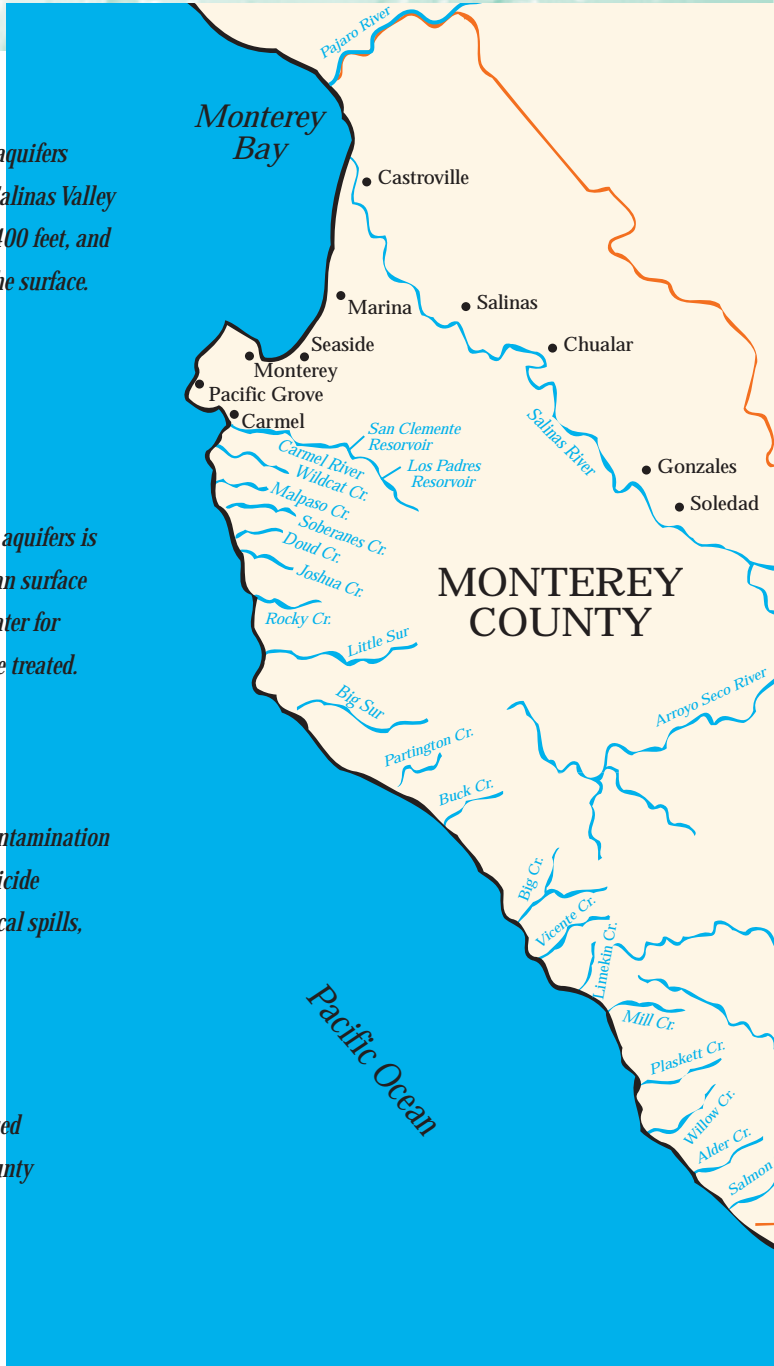 Pajaro River
Monterey
Bay
aquifers
Castroville
alinas Valley
400 feet, and
he surface.
Marina
Salinas
Seaside
Chualar
Monterey
Pacific Grove
Carmel
San Clemente
Resorvoir
Carmel River
Los Padres
Resorvoir
Salinas River
Gonzales
Wildcat Cr.
Malpaso Cr.
Soledad
Soberanes Cr.
aquifers is
Doud Cr.
an surface
Joshua Cr.
MONTEREY
COUNTY
ater for
Rocky Cr.
Little Sur
e treated.
Big Sur
Arroyo Seco River
Partington Cr.
Buck Cr.
ntamination
icide
Big Cr.
cal spills,
Vicente Cr.
Limekin Cr.
Pacific Ocean
Mill Cr.
Plaskett Cr.
Willow Cr.
ed
Alder Cr.
unty
Salmon